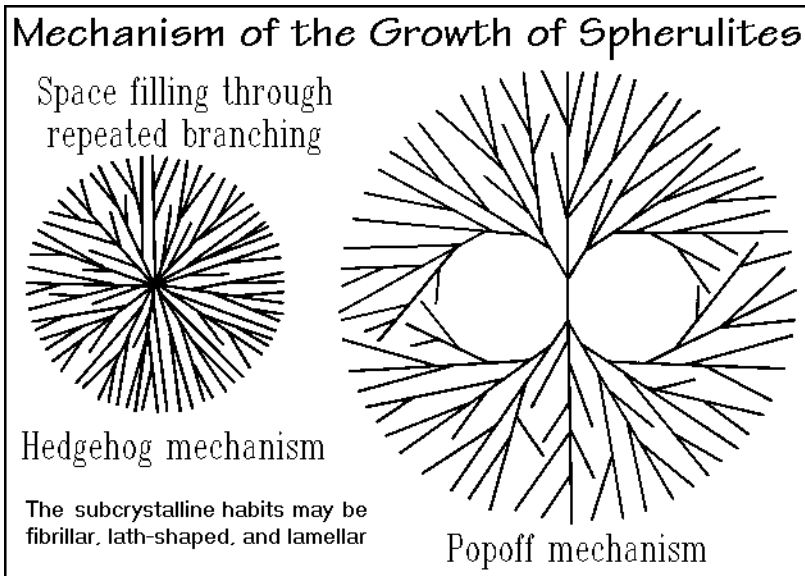 Mechanism of the Growth of Spherulites
Space filling through
repeated branching
Hedgehog mechanism
The subcrystalline habits may be
fibrillar, lath-shaped, and lamellar
Popoff mechanism